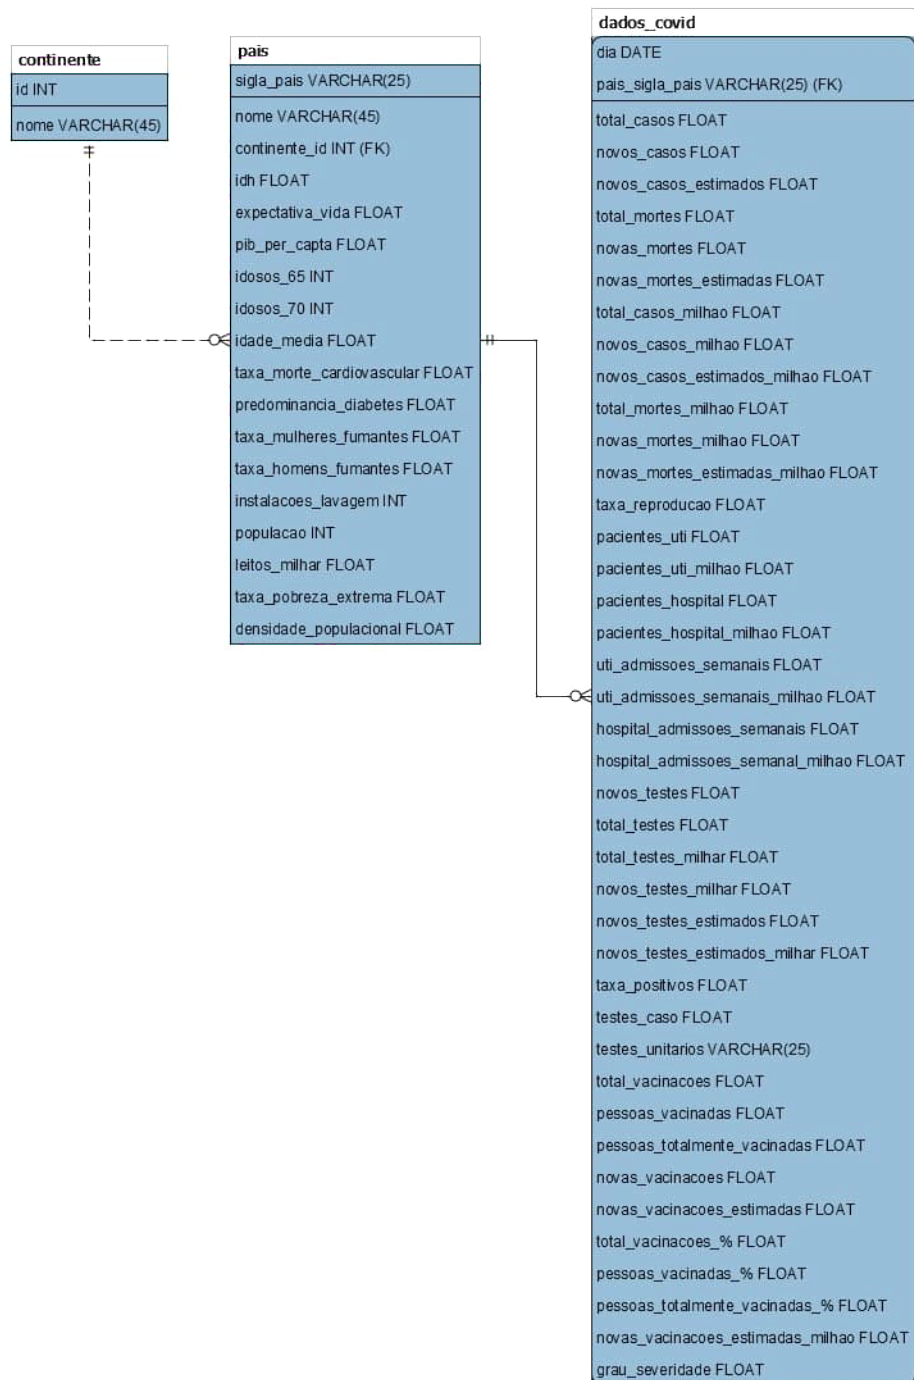 continente
id INT
nome VARCHAR(45)
pais
sigla_pais VARCHAR(25)
nome VARCHAR(45)
continente_id INT (FK)
idh FLOAT
expectativa_vida FLOAT
pib_per_capta FLOAT
idosos_65 INT
idosos_70 INT
idade_media FLOAT
taxa_morte_cardiovascular FLOAT
predominancia_diabetes FLOAT
taxa_mulheres_fumantes FLOAT
taxa_homens_fumantes FLOAT
instalacoes_lavagem INT
populacao INT
leitos_milhar FLOAT
taxa_pobreza_extrema FLOAT
densidade_populacional FLOAT
dados_covid
dia DATE
pais_sigla_pais VARCHAR(25) (FK)
total_casos FLOAT
novos_casos FLOAT
novos_casos_estimados FLOAT
total_mortes FLOAT
novas_mortes FLOAT
novas_mortes_estimadas FLOAT
total_casos_milhao FLOAT
novos_casos_milhao FLOAT
novos_casos_estimados_milhao FLOAT
total_mortes_milhao FLOAT
novas_mortes_milhao FLOAT
novas_mortes_estimadas_milhao FLOAT
taxa_reproducao FLOAT
pacientes_uti FLOAT
pacientes_uti_milhao FLOAT
pacientes_hospital FLOAT
pacientes_hospital_milhao FLOAT
uti_admissoes_semanais FLOAT
uti_admissoes_semanais_milhao FLOAT
hospital_admissoes_semanais FLOAT
hospital_admissoes_semanal_milhao FLOAT
novos_testes FLOAT
total_testes FLOAT
total_testes_milhar FLOAT
novos_testes_milhar FLOAT
novos_testes_estimados FLOAT
novos_testes_estimados_milhar FLOAT
taxa_positivos FLOAT
testes_caso FLOAT
testes_unitarios VARCHAR(25)
total_vacinacoes FLOAT
pessoas_vacinadas FLOAT
pessoas_totalmente_vacinadas FLOAT
novas_vacinacoes FLOAT
novas_vacinacoes_estimadas FLOAT
total_vacinacoes_% FLOAT
pessoas_vacinadas_% FLOAT
pessoas_totalmente_vacinadas_% FLOAT
novas_vacinacoes_estimadas_milhao FLOAT
grau_severidade FLOAT